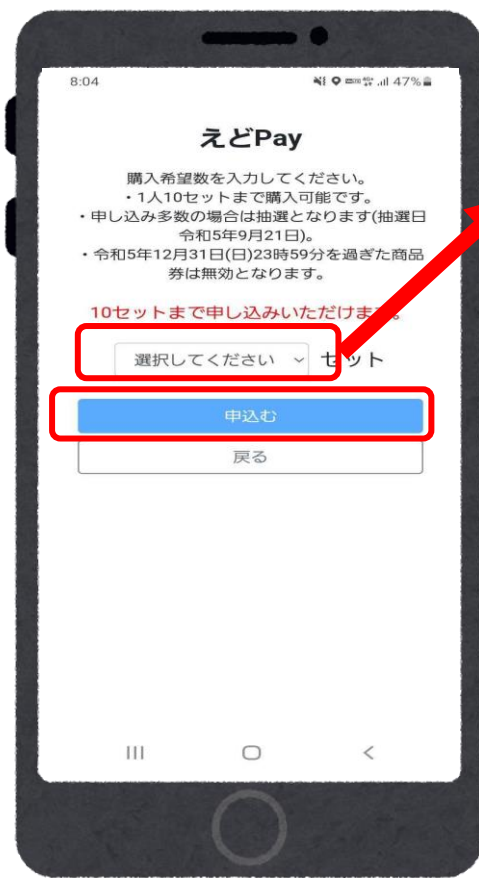 8:04 47%
えどPay
購入希望数を入力してください。
・1人10セットまで購入可能です。
・申し込み多数の場合は抽選となります(抽選日
令和5年9月21日)。
・令和5年12月31日(日)23時59分を過ぎた商品
券は無効となります。
10セットまで申し込みいただけます。
選択してください セット
申込む
戻る